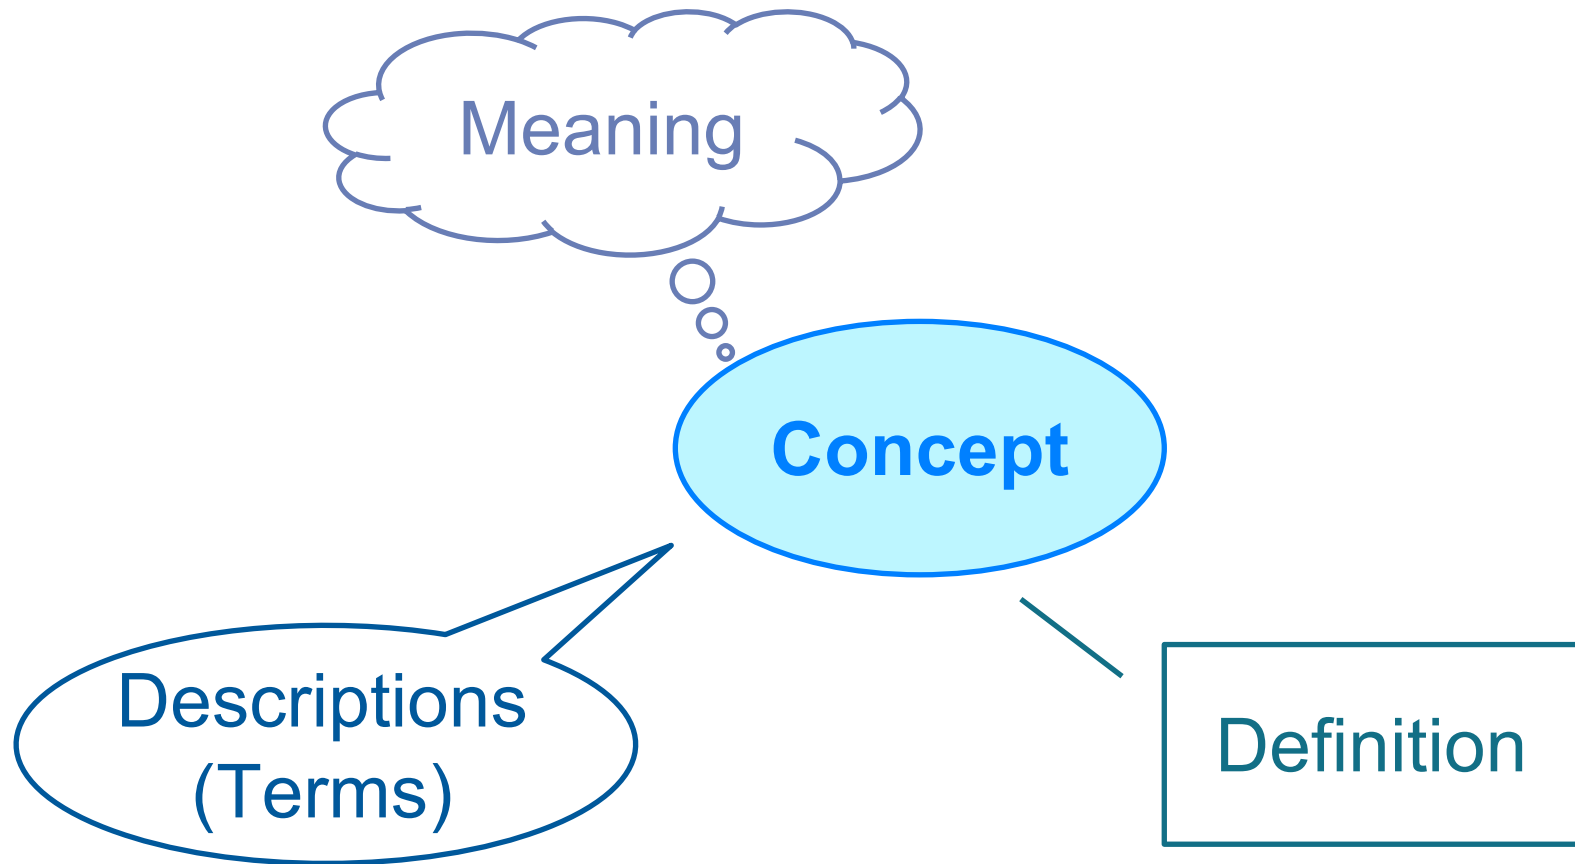 Meaning
Concept
Descriptions
(Terms)
Definition